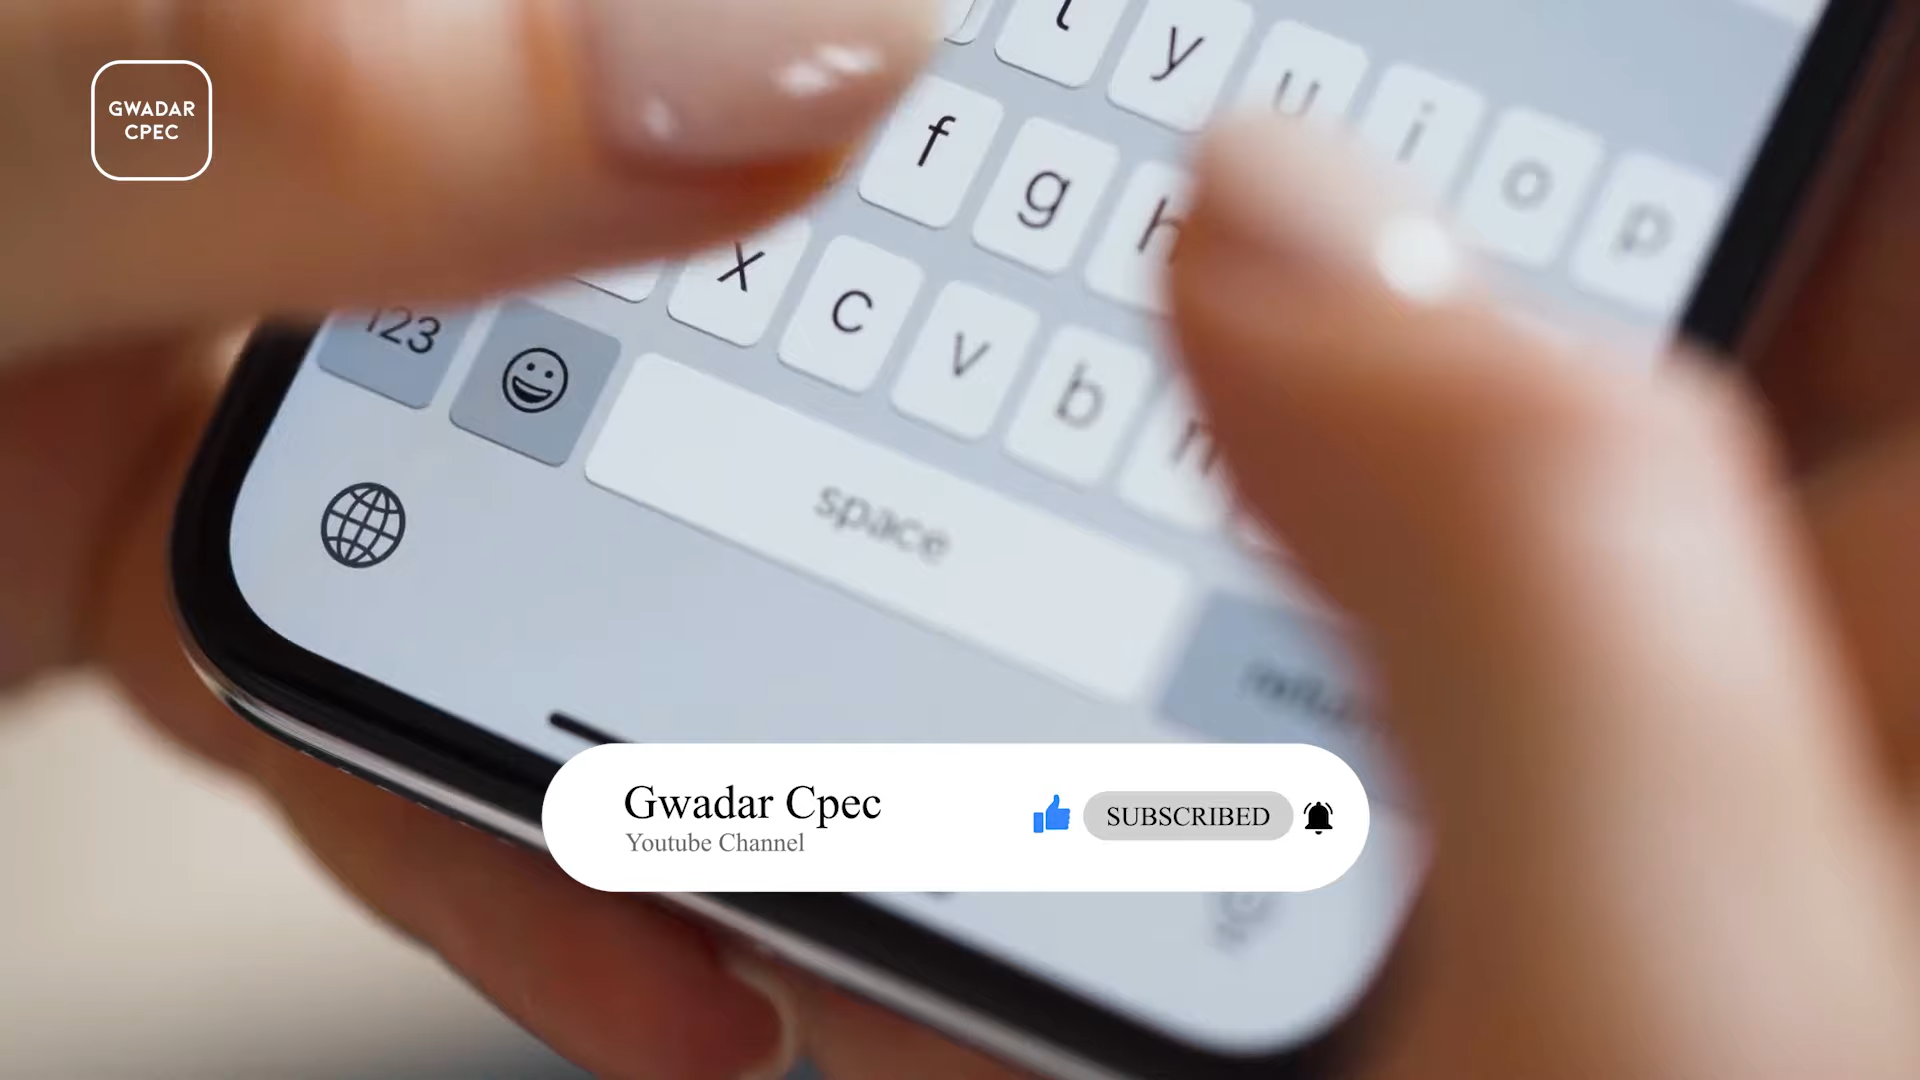 GWADAR
CPEC
y u i o p
f g h
x c v b n
123
space
Gwadar Cpec
Youtube Channel
SUBSCRIBED